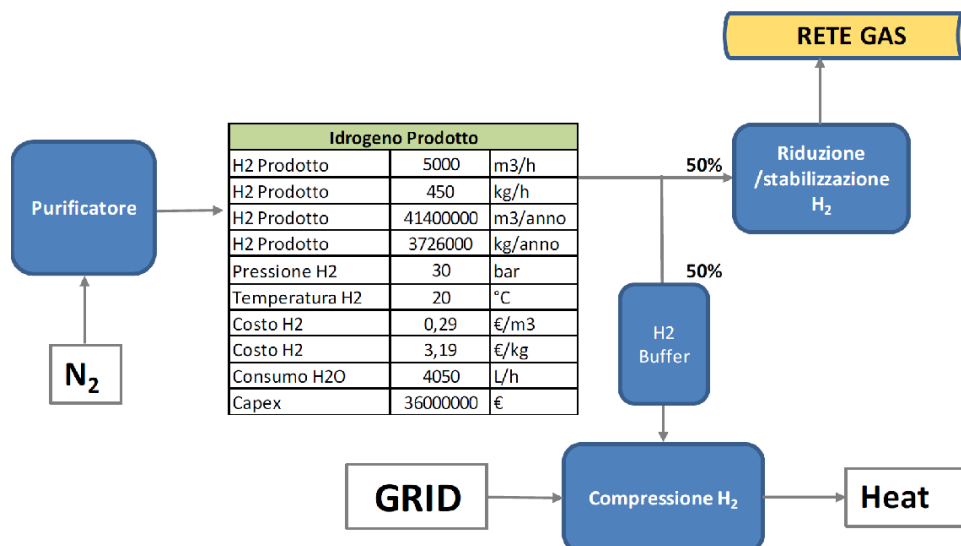 RETE GAS
Idrogeno Prodotto
H2 Prodotto 5000 m3/h
H2 Prodotto 450 kg/h
H2 Prodotto 41400000 m3/anno
H2 Prodotto 3726000 kg/anno
Pressione H2 30 bar
Temperatura H2 20 °C
Costo H2 0,29 €/m3
Costo H2 3,19 €/kg
Consumo H2O 4050 L/h
Capex 36000000 €
Purificatore
N₂
50%
Riduzione
/stabilizzazione
H₂
50%
H2
Buffer
GRID
Compressione H₂
Heat